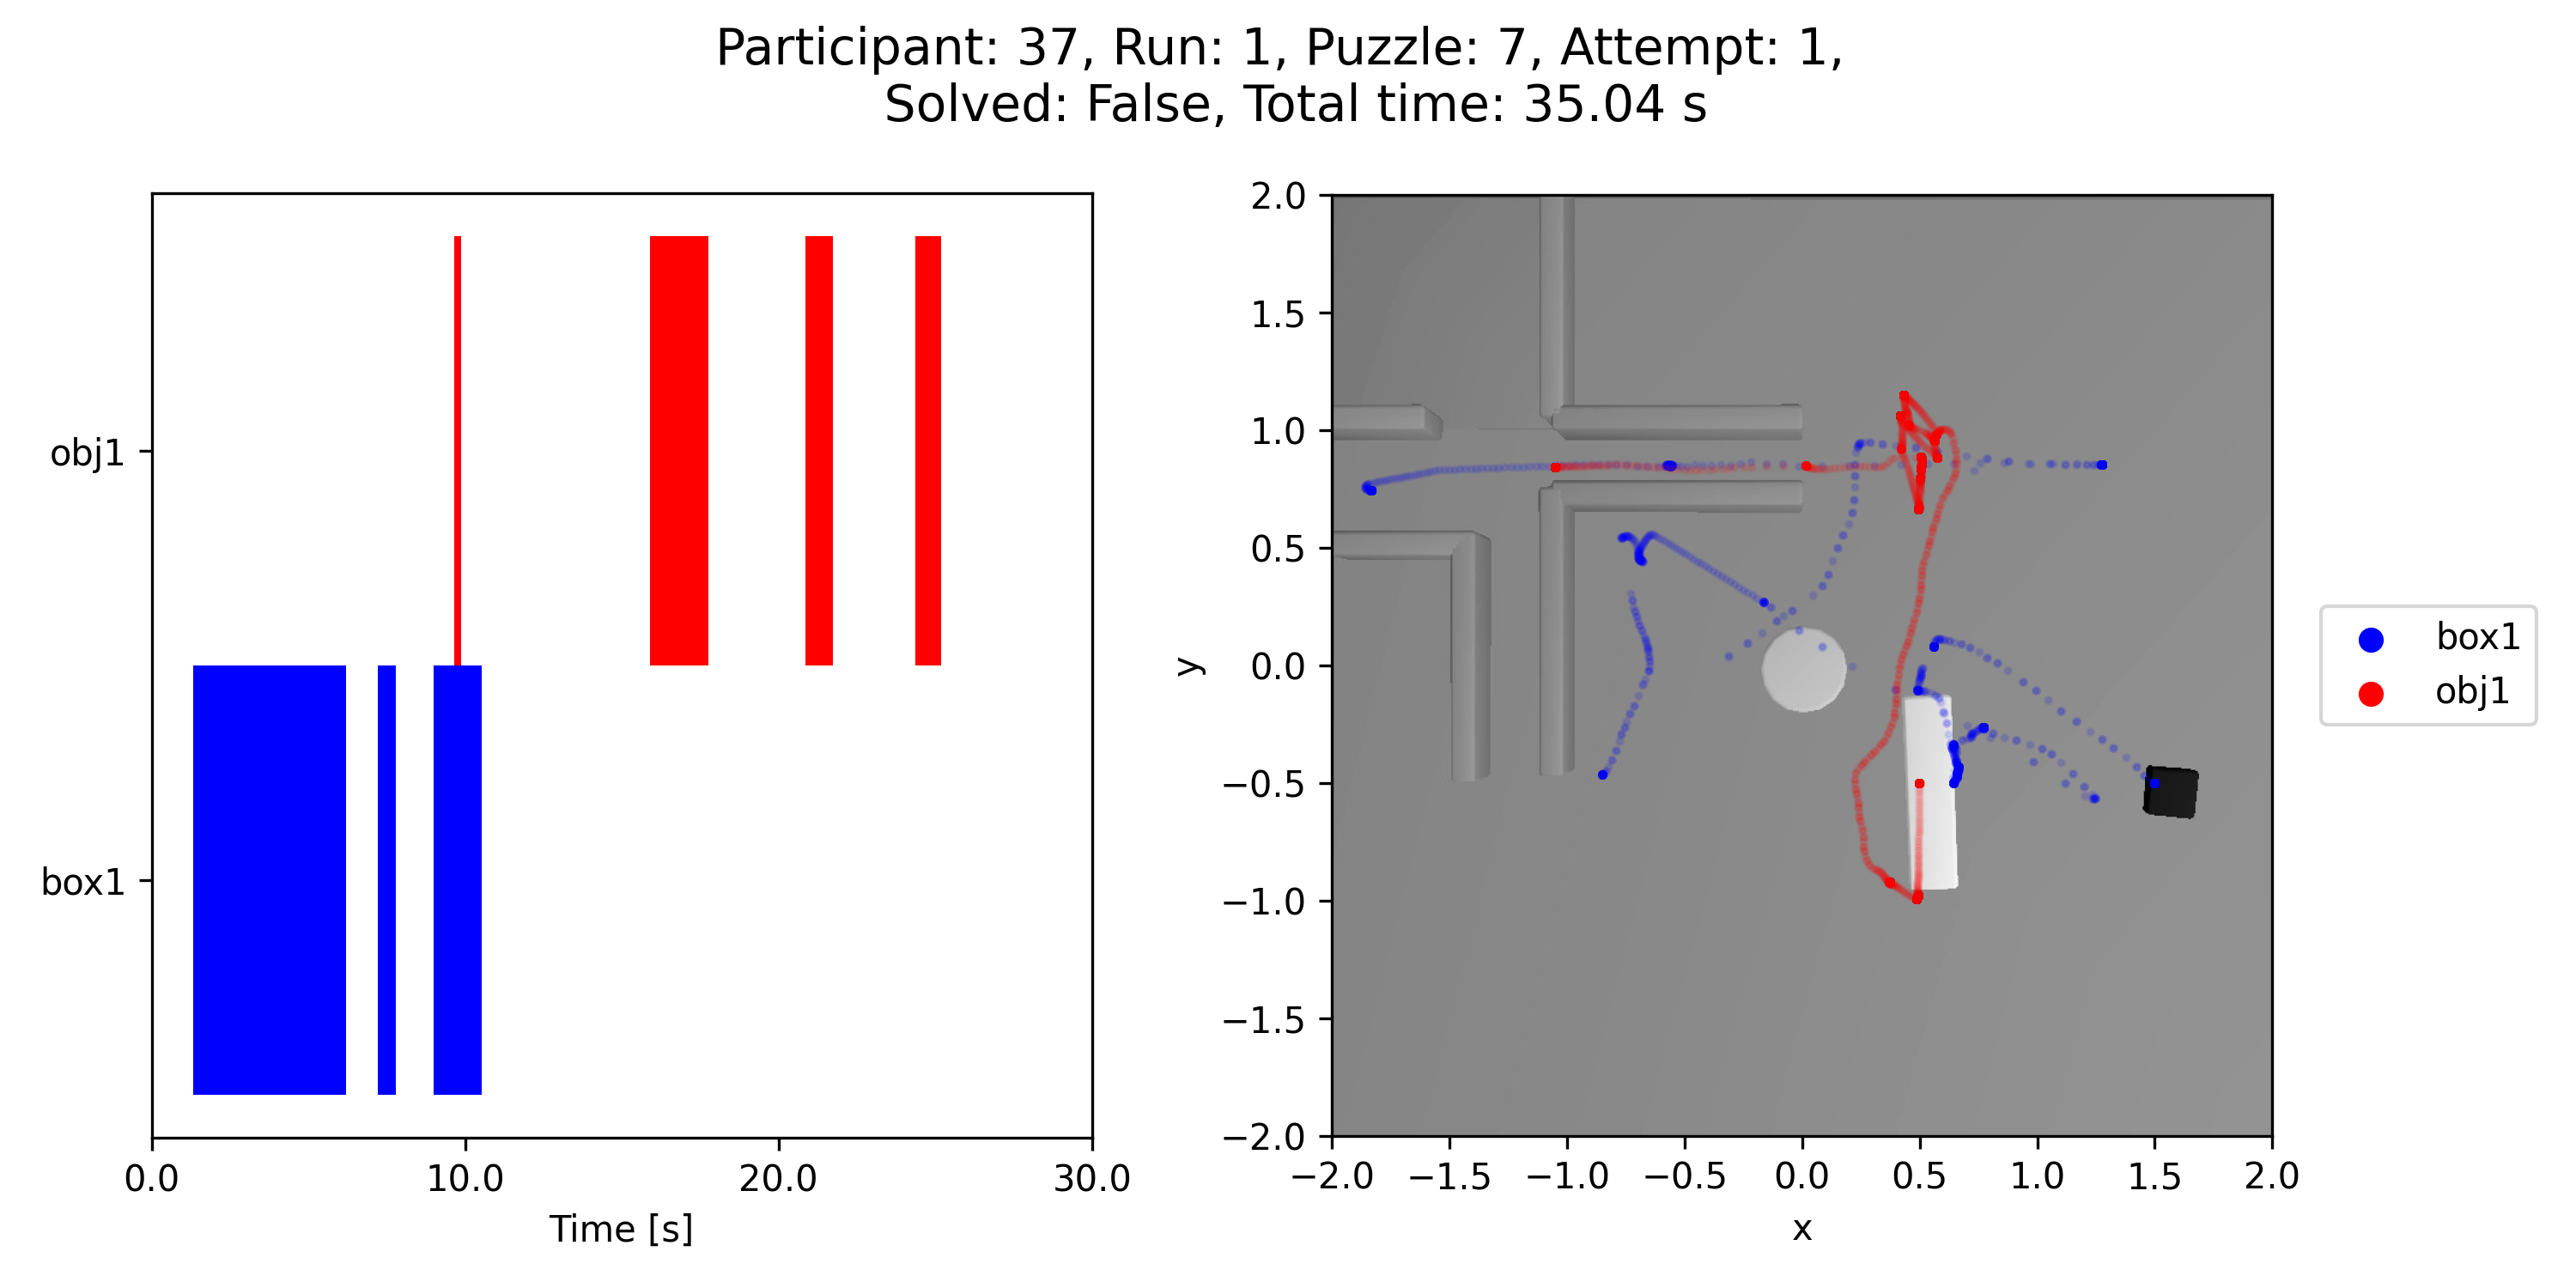 Participant: 37, Run: 1, Puzzle: 7, Attempt: 1,
Solved: False, Total time: 35.04 s
obj1
box1
0.0 10.0 20.0 30.0
Time [s]
2.0
1.5
1.0
0.5
0.0
−0.5
−1.0
−1.5
−2.0
y
−2.0 −1.5 −1.0 −0.5 0.0 0.5 1.0 1.5 2.0
x
box1
obj1